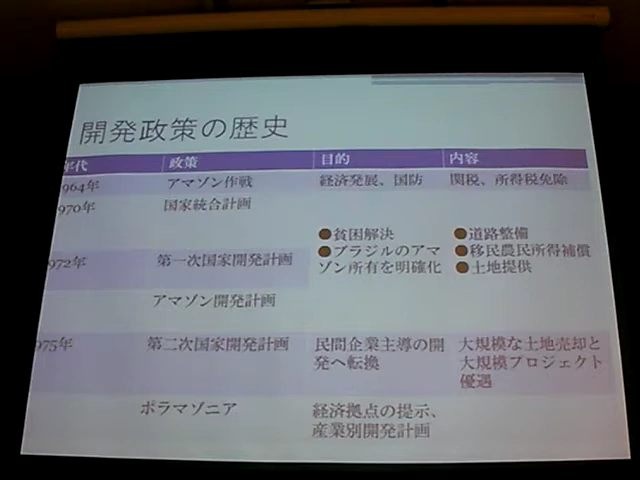 開発政策の歴史
年代 政策 目的 内容
964年 アマゾン作戦 経済発展、国防 関税、所得税免除
970年 国家統合計画
●貧困解決 ●道路整備
972年 第一次国家開発計画 ●ブラジルのアマ ●移民農民所得補償
ゾン所有を明確化 ●土地提供
アマゾン開発計画
975年 第二次国家開発計画 民間企業主導の開 大規模な土地売却と
発へ転換 大規模プロジェクト
優遇
ポラマゾニア 経済拠点の提示、
産業別開発計画